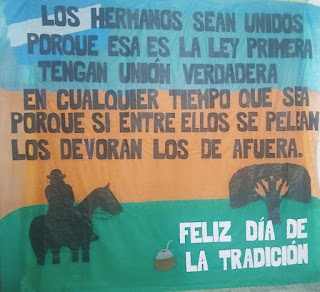 LOS HERMANOS SEAN UNIDOS
PORQUE ESA ES LA LEY PRIMERA
TENGAN UNIÓN VERDADERA
EN CUALQUIER TIEMPO QUE SEA
PORQUE SI ENTRE ELLOS SE PELEAN
LOS DEVORAN LOS DE AFUERA.
FELIZ DÍA DE
LA TRADICIÓN